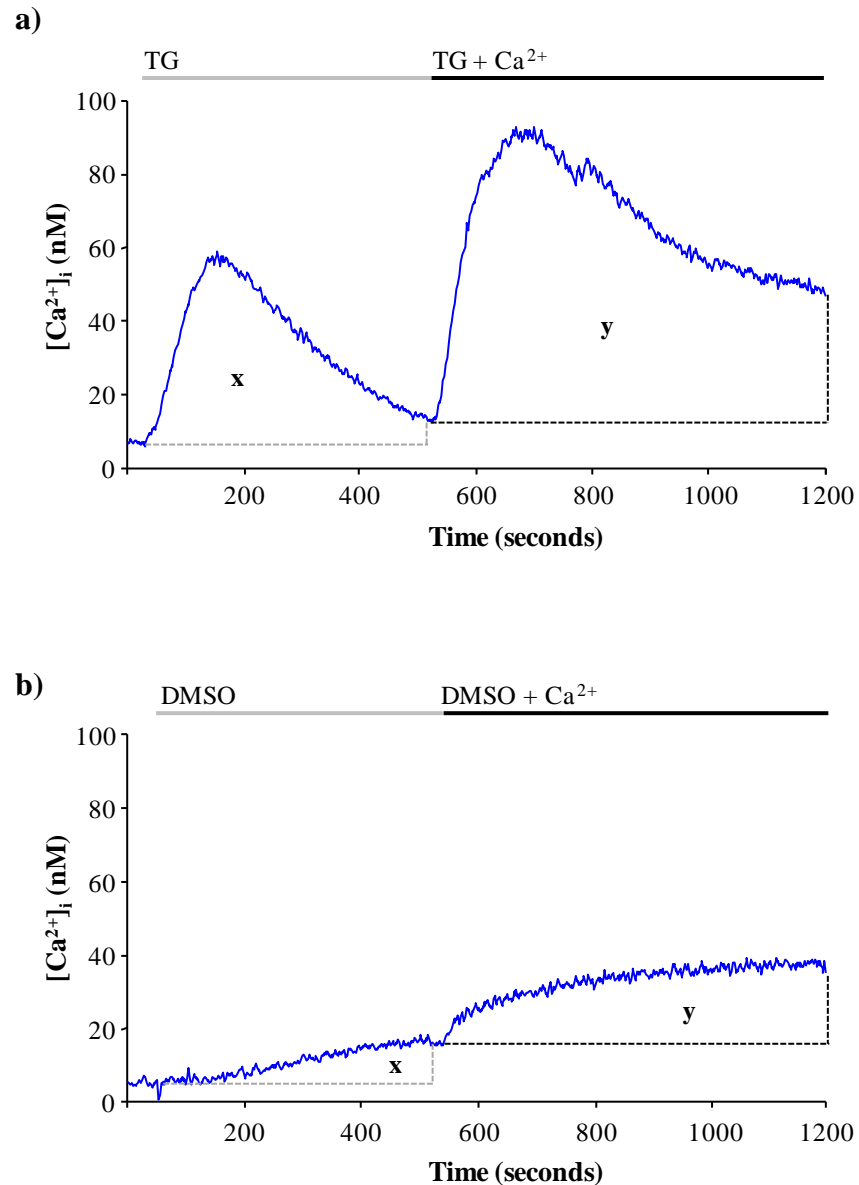 a)
TG TG + Ca²⁺
100
80
60
40
20
0
[Ca²⁺]ᵢ (nM)
x
y
200 400 600 800 1000 1200
Time (seconds)
b)
DMSO DMSO + Ca²⁺
100
80
60
40
20
0
[Ca²⁺]ᵢ (nM)
x
y
200 400 600 800 1000 1200
Time (seconds)